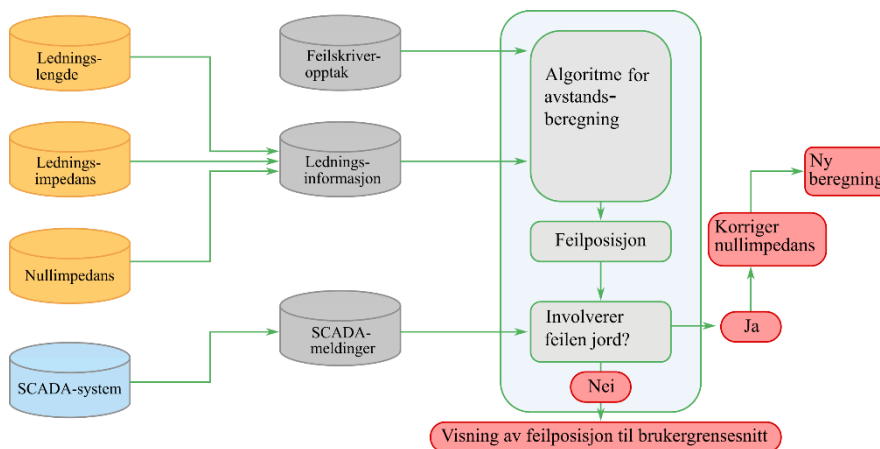 Lednings-
lengde
Feilskriver-
opptak
Algoritme for
avstands-
beregning
Lednings-
impedans
Lednings-
informasjon
Ny
beregning
Nullimpedans
Feilposisjon
Korriger
nullimpedans
SCADA-system
SCADA-
meldinger
Involverer
feilen jord?
Ja
Nei
Visning av feilposisjon til brukergrensesnitt